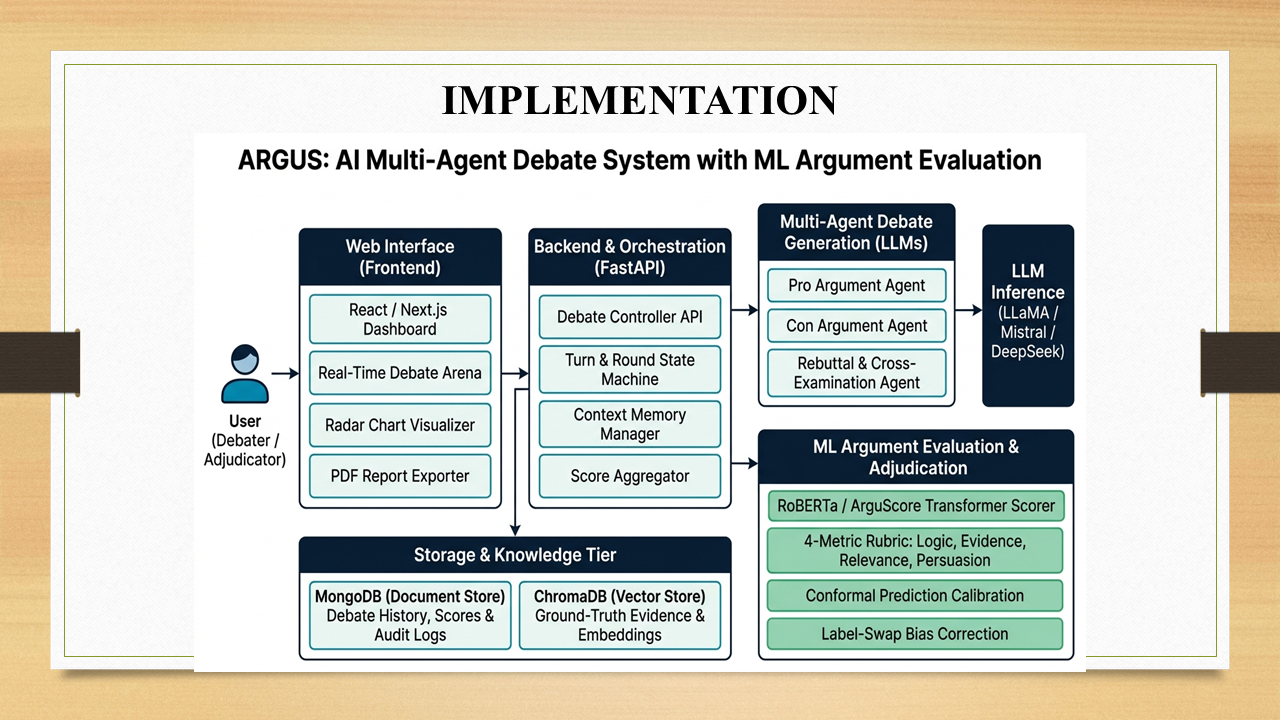 IMPLEMENTATION
ARGUS: AI Multi-Agent Debate System with ML Argument Evaluation
User
(Debater /
Adjudicator)
Web Interface
(Frontend)
React / Next.js
Dashboard
Real-Time Debate Arena
Radar Chart Visualizer
PDF Report Exporter
Backend & Orchestration
(FastAPI)
Debate Controller API
Turn & Round State
Machine
Context Memory
Manager
Score Aggregator
Multi-Agent Debate
Generation (LLMs)
Pro Argument Agent
Con Argument Agent
Rebuttal & Cross-
Examination Agent
LLM
Inference
(LLaMA /
Mistral /
DeepSeek)
Storage & Knowledge Tier
MongoDB (Document Store)
Debate History, Scores &
Audit Logs
ChromaDB (Vector Store)
Ground-Truth Evidence &
Embeddings
ML Argument Evaluation &
Adjudication
RoBERTa / ArguScore Transformer Scorer
4-Metric Rubric: Logic, Evidence,
Relevance, Persuasion
Conformal Prediction Calibration
Label-Swap Bias Correction